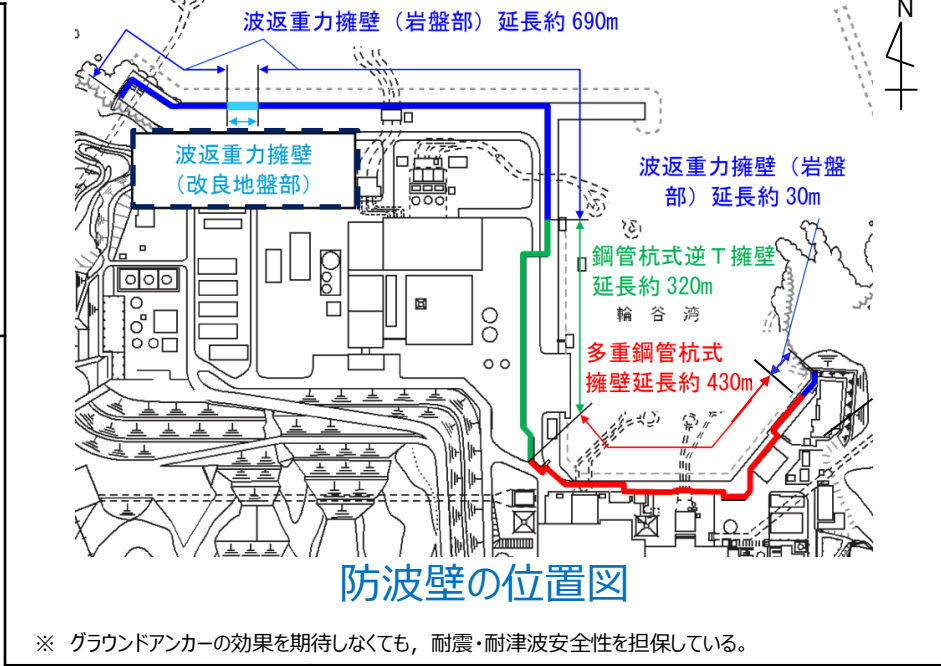 波返重力擁壁（岩盤部）延長約 690m
N
波返重力擁壁
（改良地盤部）
波返重力擁壁（岩盤
部）延長約 30m
鋼管杭式逆Ｔ擁壁
延長約 320m
輪谷湾
多重鋼管杭式
擁壁延長約 430m
防波壁の位置図
※ グラウンドアンカーの効果を期待しなくても，耐震・耐津波安全性を担保している。